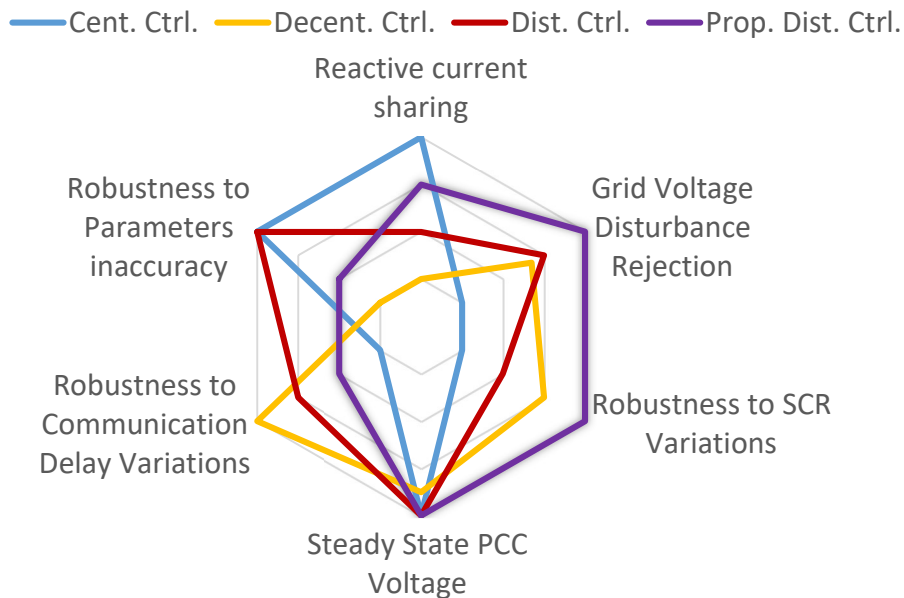 Cent. Ctrl. Decent. Ctrl. Dist. Ctrl. Prop. Dist. Ctrl.
Reactive current
sharing
Grid Voltage
Disturbance
Rejection
Robustness to SCR
Variations
Steady State PCC
Voltage
Robustness to
Communication
Delay Variations
Robustness to
Parameters
inaccuracy